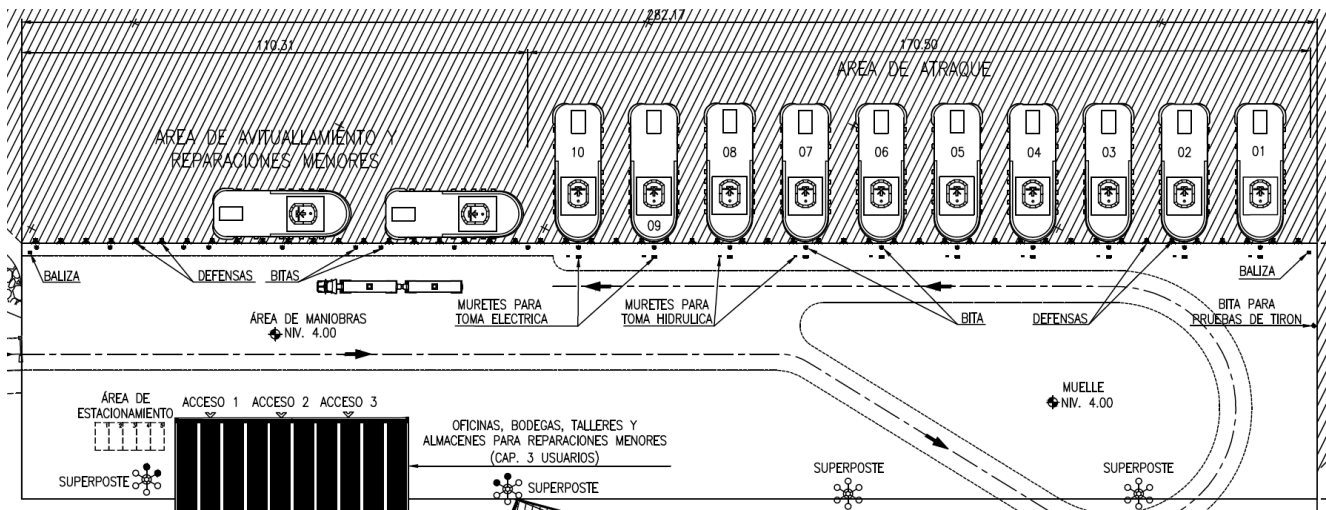 282.17
110.31
170.50
AREA DE ATRAQUE
AREA DE AVITUALLAMIENTO Y
REPARACIONES MENORES
10
09
08
07
06
05
04
03
02
01
BALIZA
DEFENSAS
BITAS
MURETES PARA
TOMA ELECTRICA
MURETES PARA
TOMA HIDRULICA
BITA
DEFENSAS
BALIZA
BITA PARA
PRUEBAS DE TIRON
ÁREA DE MANIOBRAS
NIV. 4.00
MUELLE
NIV. 4.00
ÁREA DE
ESTACIONAMIENTO
ACCESO 1
ACCESO 2
ACCESO 3
OFICINAS, BODEGAS, TALLERES Y
ALMACENES PARA REPARACIONES MENORES
(CAP. 3 USUARIOS)
SUPERPOSTE
SUPERPOSTE
SUPERPOSTE
SUPERPOSTE